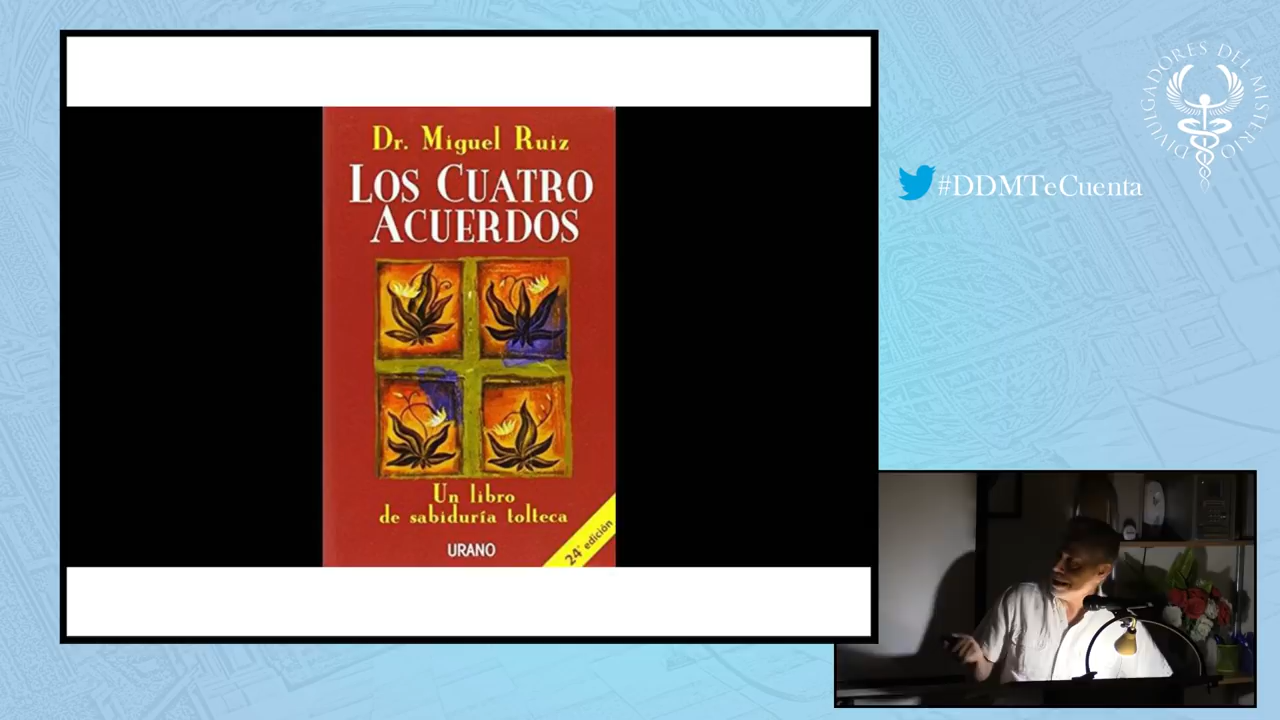 Dr. Miguel Ruiz
LOS CUATRO
ACUERDOS
Un libro
de sabiduría tolteca
URANO
24ª edición
#DDMTeCuenta
DIVULGADORES DEL MISTERIO